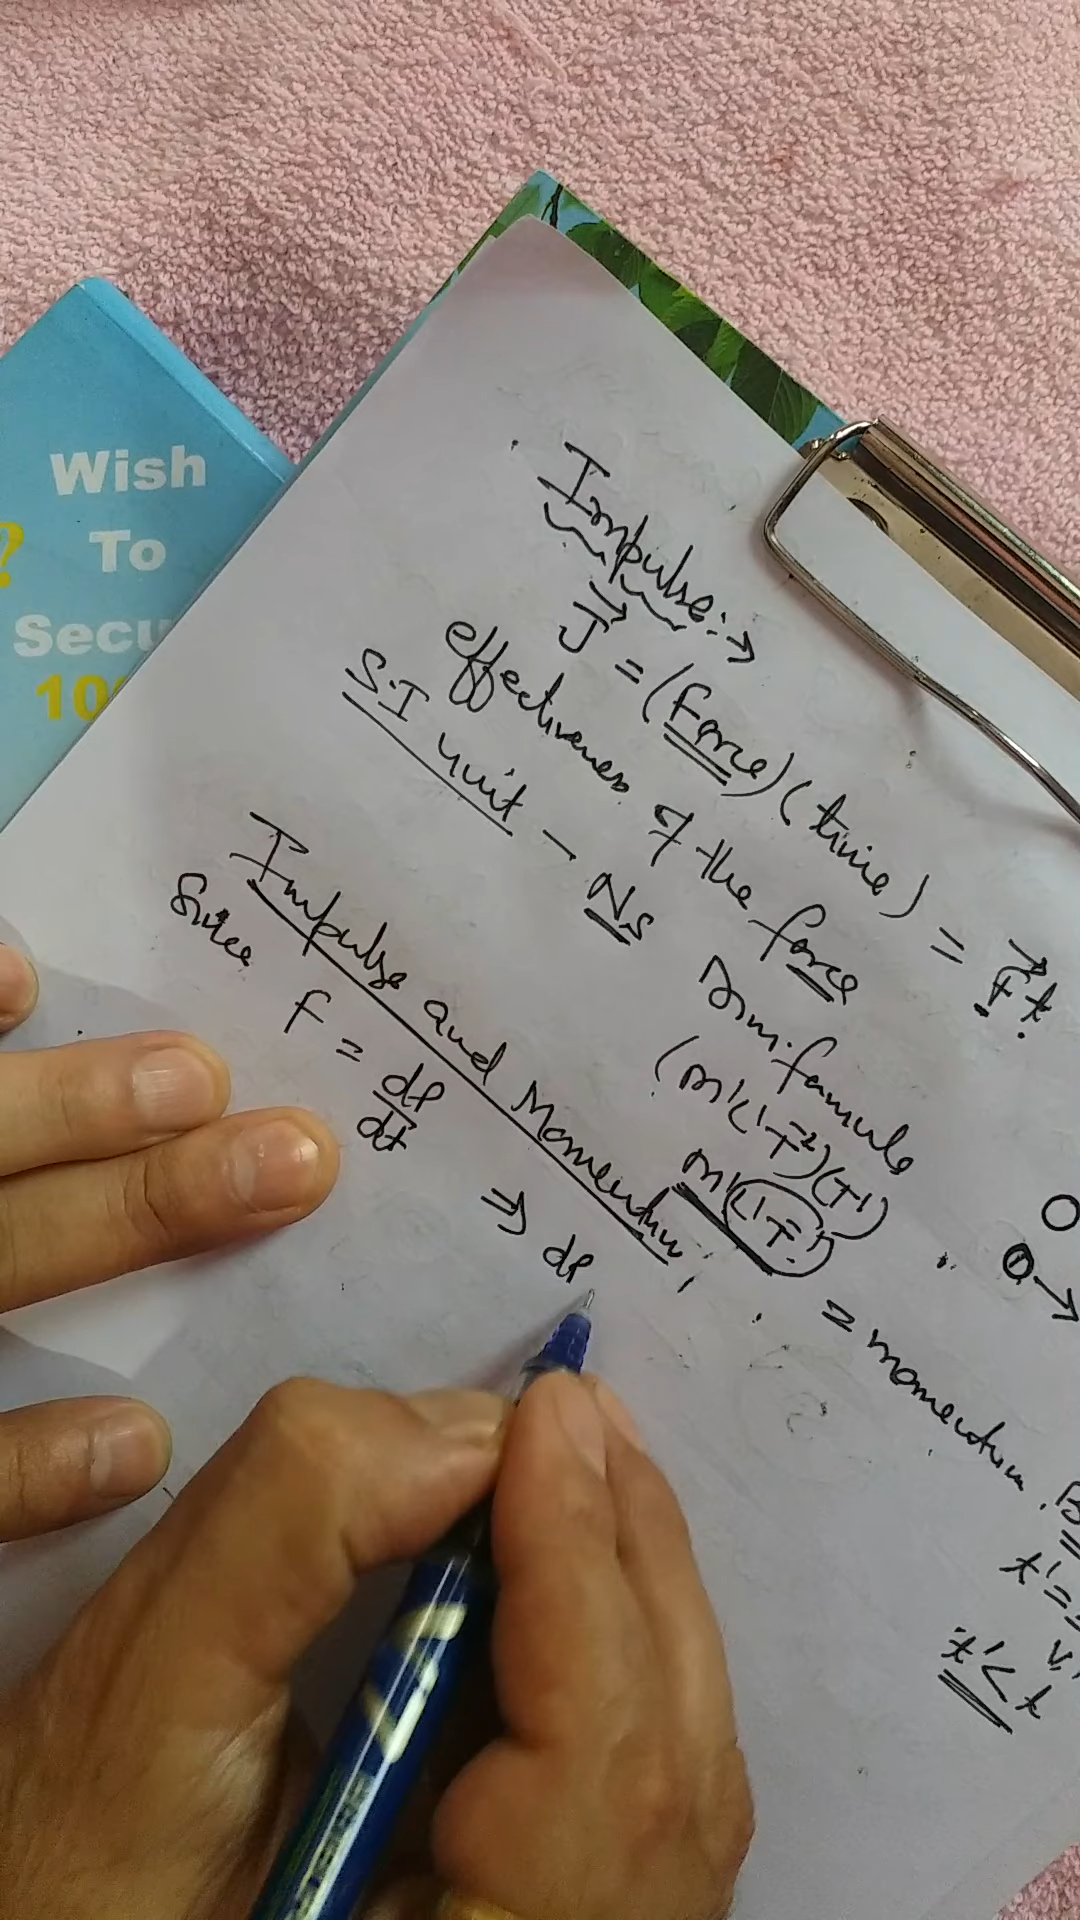 Impulse:→
J⃗ = (Force)(time) = F⃗t.
effectiveness of the force
S.I unit – Ns
Dim. formula
(M¹L¹T⁻²)(T¹)
M¹L¹T⁻¹
= momentum.
Impulse and Momentum;
Since
F = dp/dt
⇒ dp
t' =
t' < t
Wish
To
?
10